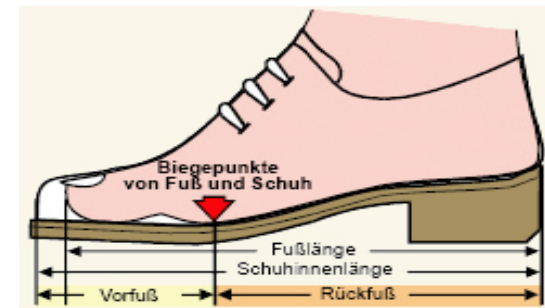 Biegepunkte
von Fuß und Schuh
Fußlänge
Schuhinnenlänge
Vorfuß
Rückfuß